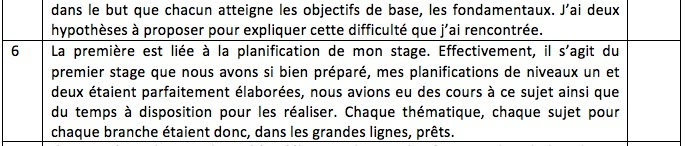 dans le but que chacun atteigne les objectifs de base, les fondamentaux. J’ai deux
hypothèses à proposer pour expliquer cette difficulté que j’ai rencontrée.
6 La première est liée à la planification de mon stage. Effectivement, il s’agit du
premier stage que nous avons si bien préparé, mes planifications de niveaux un et
deux étaient parfaitement élaborées, nous avions eu des cours à ce sujet ainsi que
du temps à disposition pour les réaliser. Chaque thématique, chaque sujet pour
chaque branche étaient donc, dans les grandes lignes, prêts.